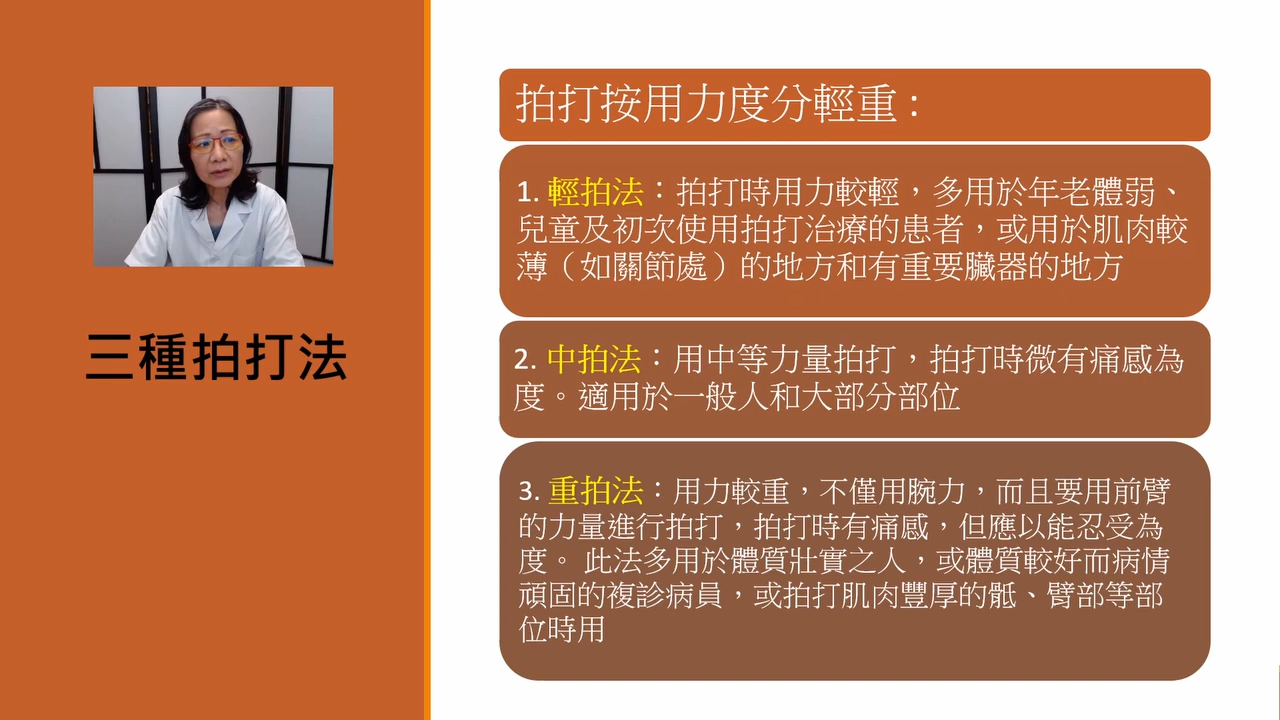 三種拍打法
拍打按用力度分輕重:
1. 輕拍法：拍打時用力較輕，多用於年老體弱、
兒童及初次使用拍打治療的患者，或用於肌肉較
薄（如關節處）的地方和有重要臟器的地方
2. 中拍法：用中等力量拍打，拍打時微有痛感為
度。適用於一般人和大部分部位
3. 重拍法：用力較重，不僅用腕力，而且要用前臂
的力量進行拍打，拍打時有痛感，但應以能忍受為
度。 此法多用於體質壯實之人，或體質較好而病情
頑固的複診病員，或拍打肌肉豐厚的骶、臂部等部
位時用